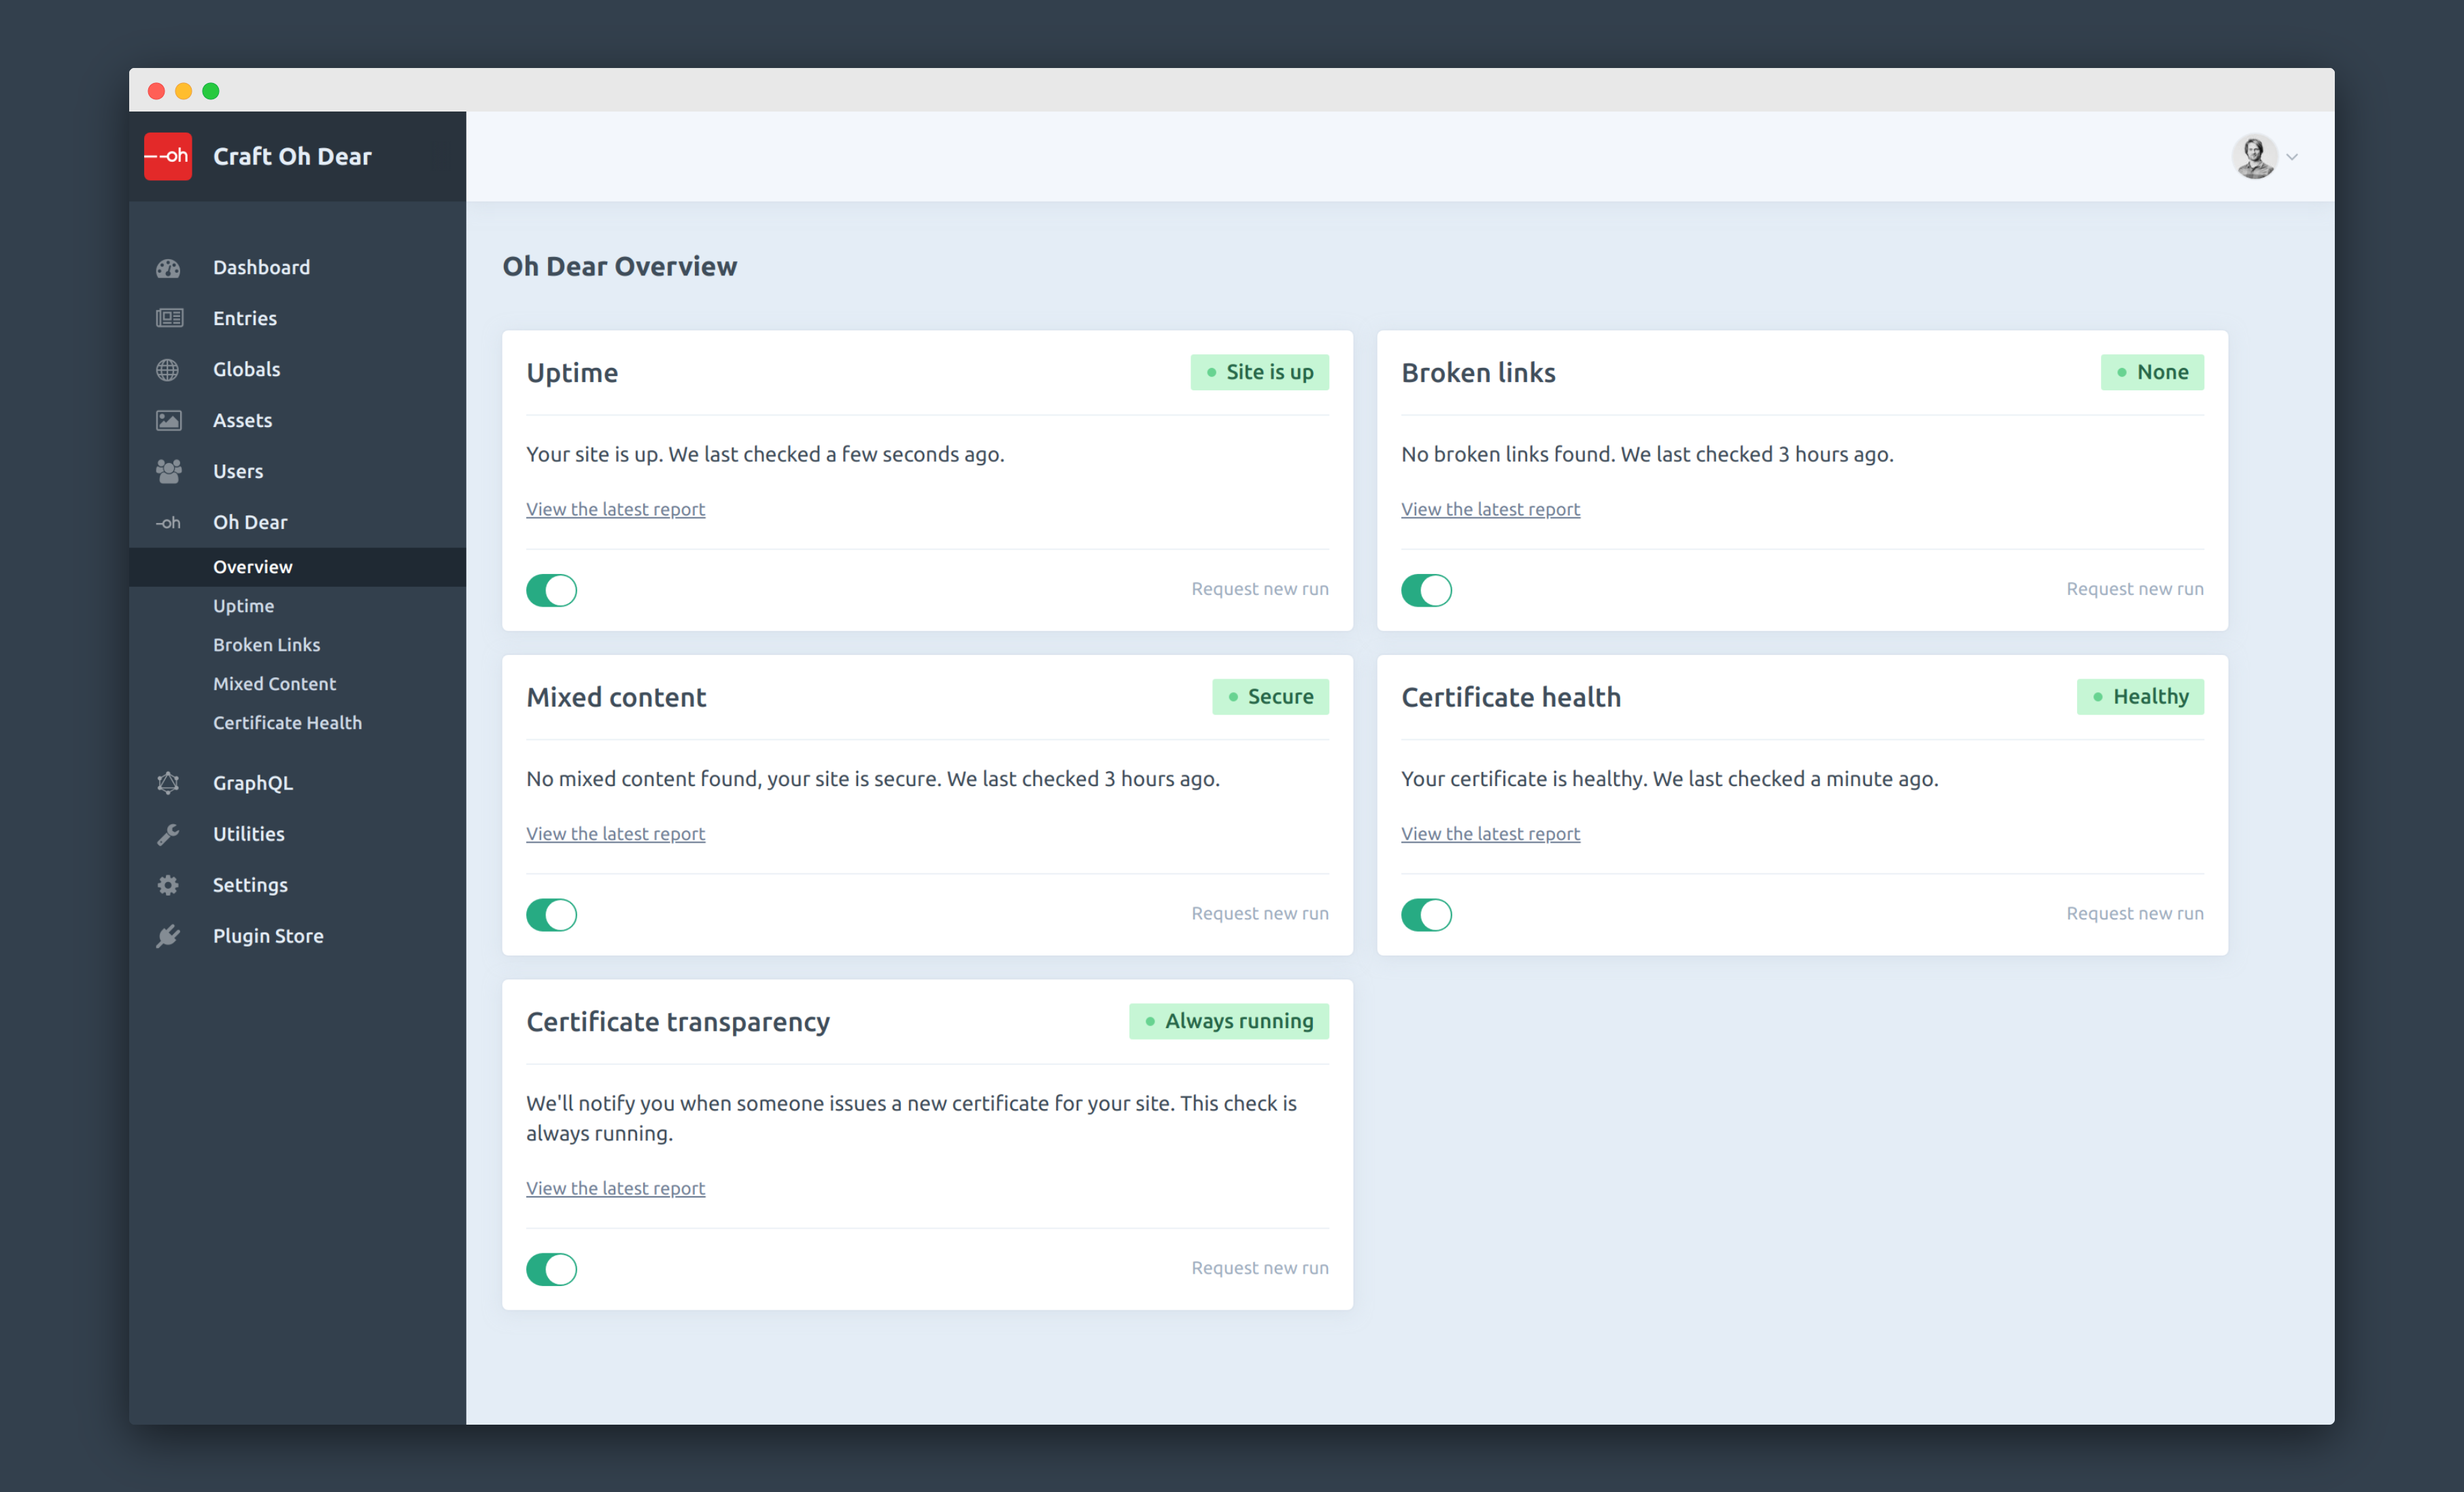 —-oh
Craft Oh Dear
Dashboard
Entries
Globals
Assets
Users
-oh
Oh Dear
Overview
Uptime
Broken Links
Mixed Content
Certificate Health
GraphQL
Utilities
Settings
Plugin Store
Oh Dear Overview
Uptime
Site is up
Your site is up. We last checked a few seconds ago.
View the latest report
Request new run
Broken links
None
No broken links found. We last checked 3 hours ago.
View the latest report
Request new run
Mixed content
Secure
No mixed content found, your site is secure. We last checked 3 hours ago.
View the latest report
Request new run
Certificate health
Healthy
Your certificate is healthy. We last checked a minute ago.
View the latest report
Request new run
Certificate transparency
Always running
We'll notify you when someone issues a new certificate for your site. This check is
always running.
View the latest report
Request new run